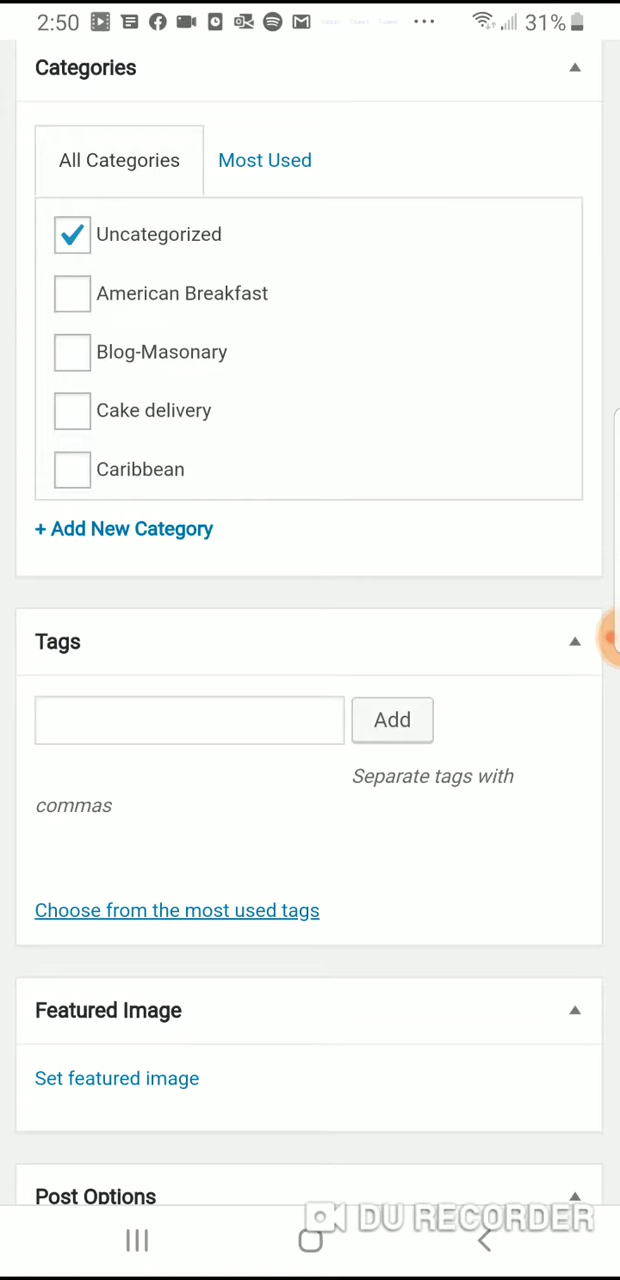 2:50 31%
Categories
All Categories Most Used
Uncategorized
American Breakfast
Blog-Masonary
Cake delivery
Caribbean
+ Add New Category
Tags
Add
Separate tags with
commas
Choose from the most used tags
Featured Image
Set featured image
Post Options
DU RECORDER